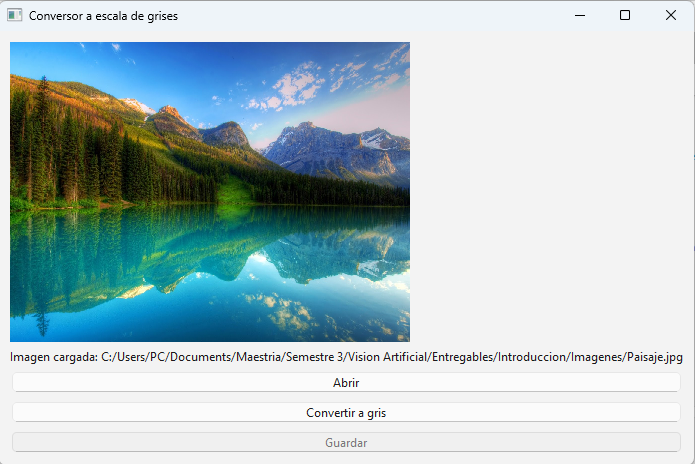 Conversor a escala de grises
Imagen cargada: C:/Users/PC/Documents/Maestria/Semestre 3/Vision Artificial/Entregables/Introduccion/Imagenes/Paisaje.jpg
Abrir
Convertir a gris
Guardar